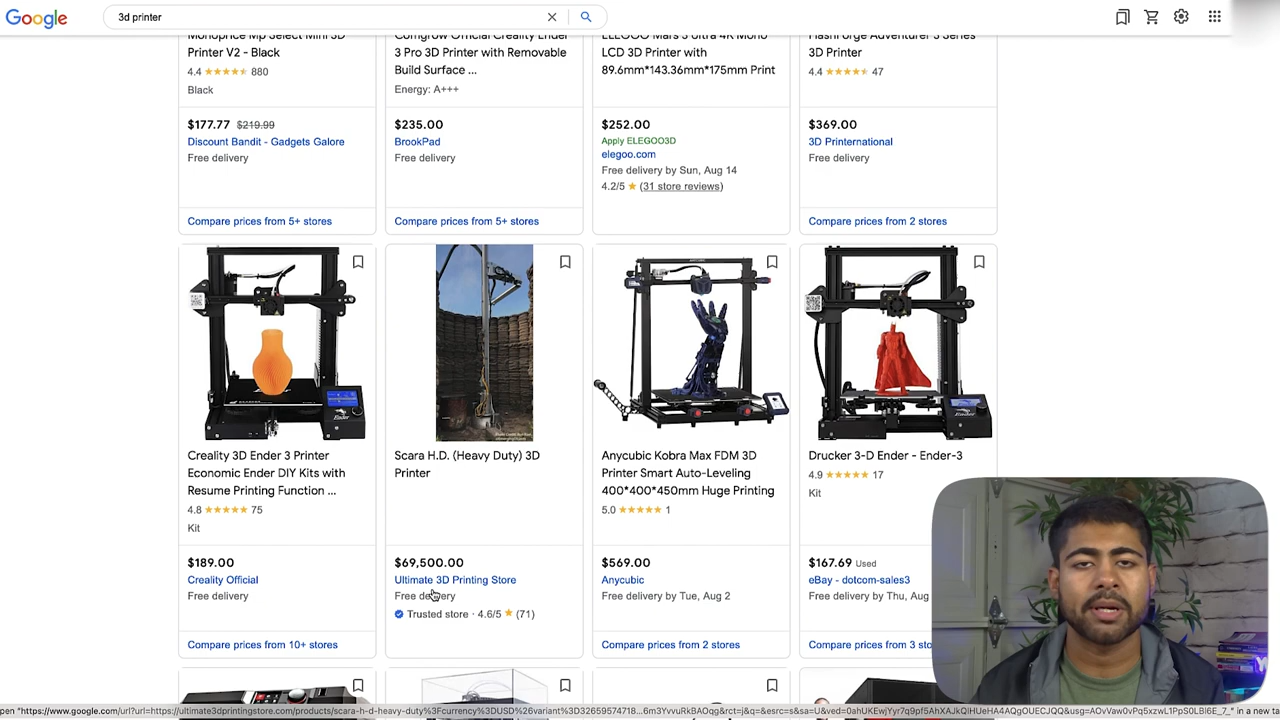 Google
3d printer
Monoprice Mp Select Mini 3D
Printer V2 - Black
4.4 ★★★★★ 880
Black
$177.77 $219.99
Discount Bandit - Gadgets Galore
Free delivery
Compare prices from 5+ stores
Comgrow Official Creality Ender
3 Pro 3D Printer with Removable
Build Surface ...
Energy: A+++
$235.00
BrookPad
Free delivery
Compare prices from 5+ stores
ELEGOO Mars 3 Ultra 4K Mono
LCD 3D Printer with
89.6mm*143.36mm*175mm Print
$252.00
Apply ELEGOO3D
elegoo.com
Free delivery by Sun, Aug 14
4.2/5 ★ (31 store reviews)
FlashForge Adventurer 3 Series
3D Printer
4.4 ★★★★★ 47
$369.00
3D Printernational
Free delivery
Compare prices from 2 stores
Creality 3D Ender 3 Printer
Economic Ender DIY Kits with
Resume Printing Function ...
4.8 ★★★★★ 75
Kit
$189.00
Creality Official
Free delivery
Compare prices from 10+ stores
Scara H.D. (Heavy Duty) 3D
Printer
$69,500.00
Ultimate 3D Printing Store
Free delivery
Trusted store · 4.6/5 ★ (71)
Anycubic Kobra Max FDM 3D
Printer Smart Auto-Leveling
400*400*450mm Huge Printing
5.0 ★★★★★ 1
$569.00
Anycubic
Free delivery by Tue, Aug 2
Compare prices from 2 stores
Ender
Drucker 3-D Ender - Ender-3
4.9 ★★★★★ 17
Kit
$167.69 Used
eBay - dotcom-sales3
Free delivery by Thu, Aug
Compare prices from 3 sto